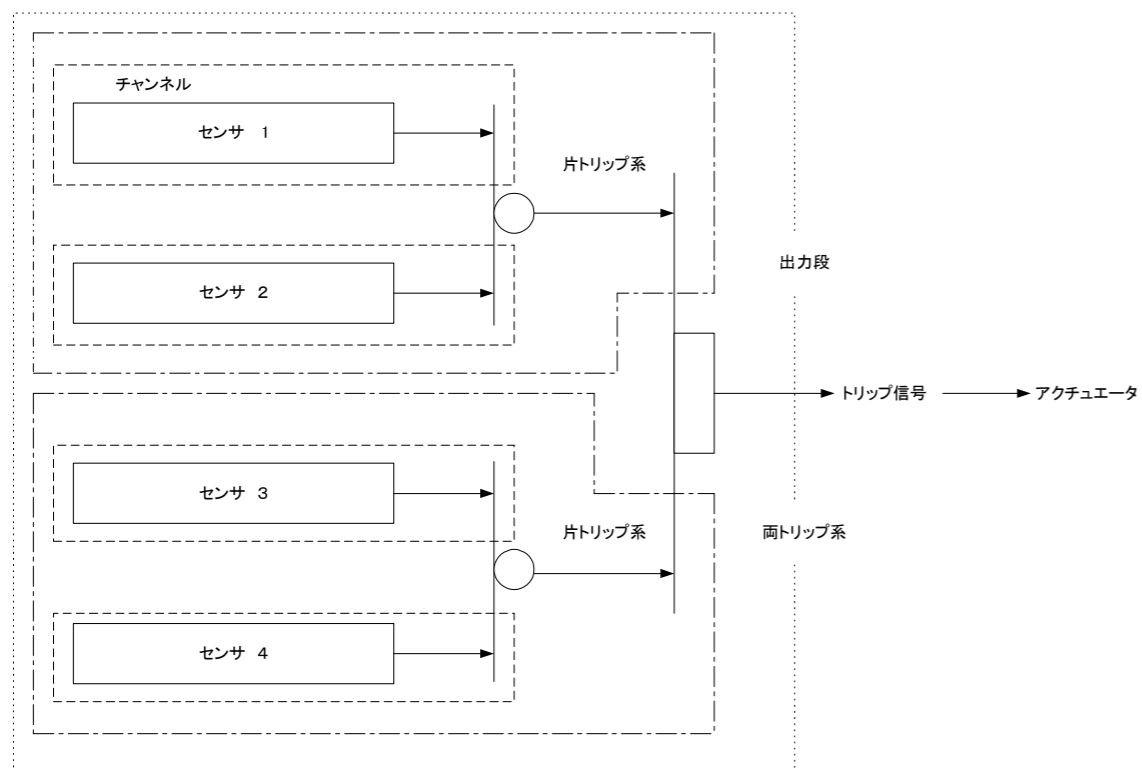 チャンネル
センサ 1
片トリップ系
センサ 2
出力段
トリップ信号
アクチュエータ
センサ 3
片トリップ系
両トリップ系
センサ 4